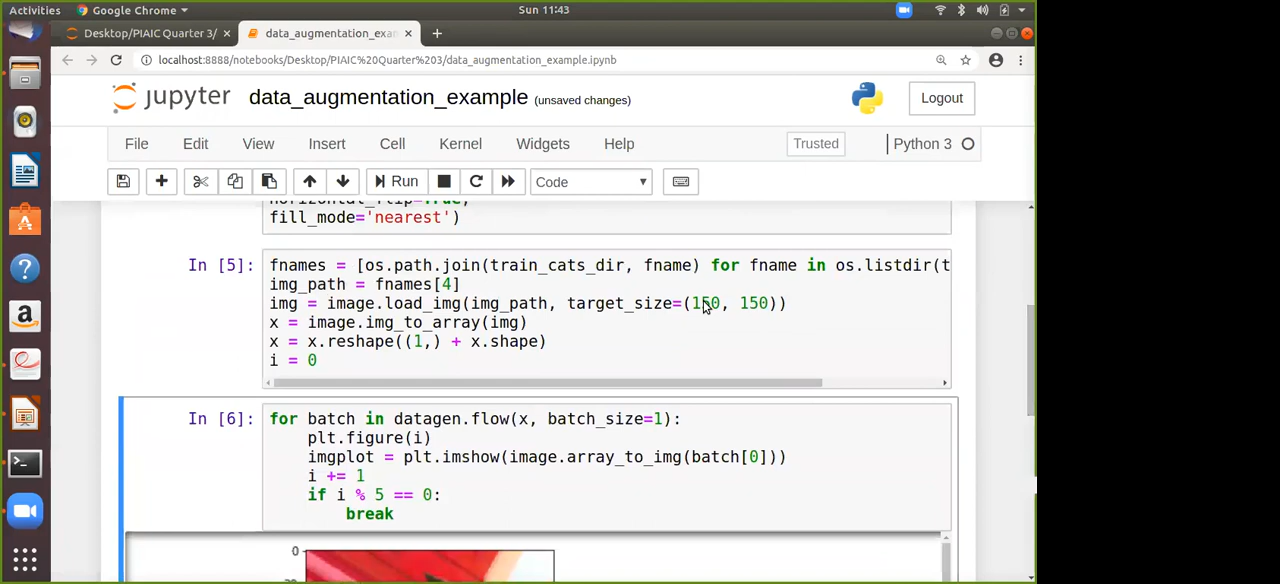 Activities Google Chrome ▾ Sun 11:43
Desktop/PIAIC Quarter 3/ × data_augmentation_exa × +
localhost:8888/notebooks/Desktop/PIAIC%20Quarter%203/data_augmentation_example.ipynb
jupyter data_augmentation_example (unsaved changes) Logout
File Edit View Insert Cell Kernel Widgets Help Trusted Python 3
Run Code
horizontal_flip=True,
fill_mode='nearest')
In [5]: fnames = [os.path.join(train_cats_dir, fname) for fname in os.listdir(t
img_path = fnames[4]
img = image.load_img(img_path, target_size=(150, 150))
x = image.img_to_array(img)
x = x.reshape((1,) + x.shape)
i = 0
In [6]: for batch in datagen.flow(x, batch_size=1):
plt.figure(i)
imgplot = plt.imshow(image.array_to_img(batch[0]))
i += 1
if i % 5 == 0:
break
0